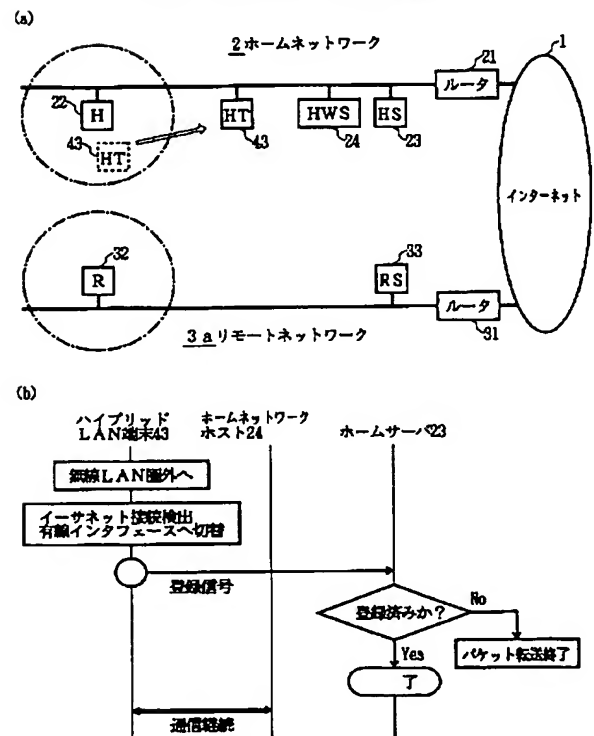 (a)
2ホームネットワーク
21
1
ルータ
22
H
HT
HWS
HS
43
43
24
23
HT
インターネット
32
33
R
RS
ルータ
31
3aリモートネットワーク
(b)
ハイブリッド
LAN端末43
ホームネットワーク
ホスト24
ホームサーバ23
無線LAN圏外へ
イーサネット接続検出
有線インタフェースへ切替
登録信号
登録済みか?
No
Yes
パケット転送終了
了
通信継続